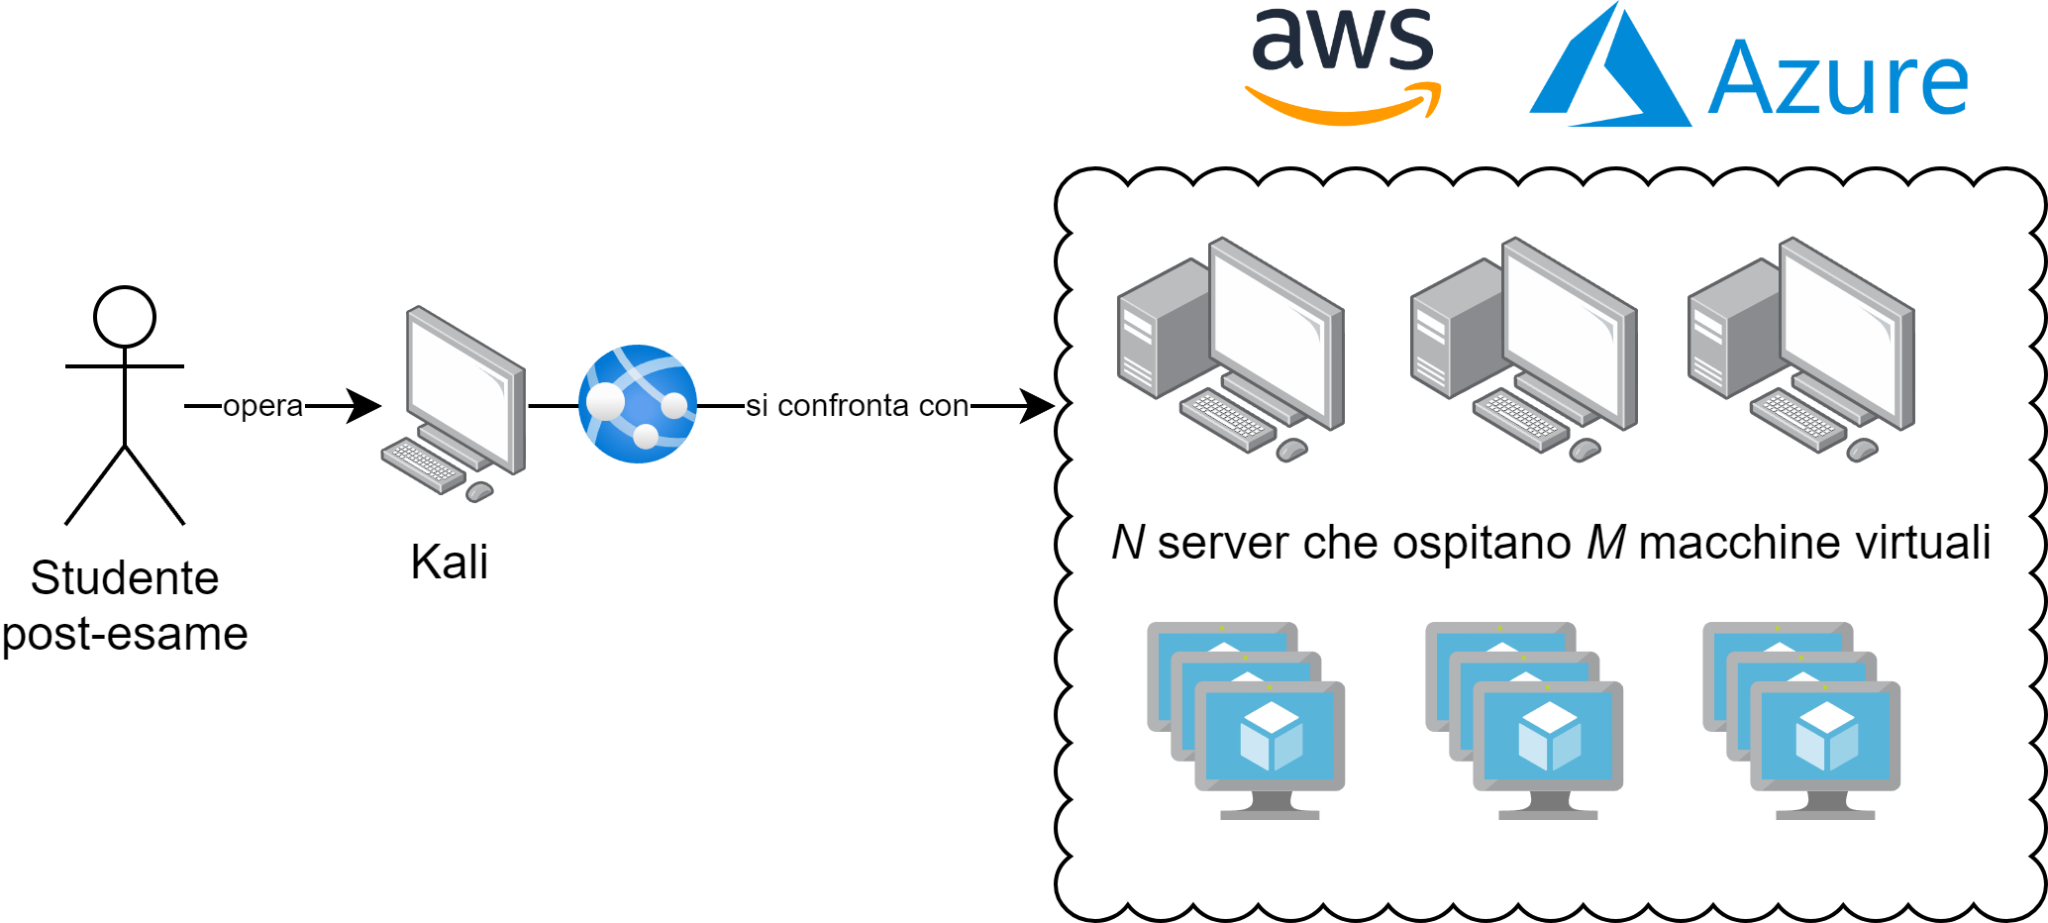 aws
Azure
opera
si confronta con
Kali
Studente
post-esame
N server che ospitano M macchine virtuali